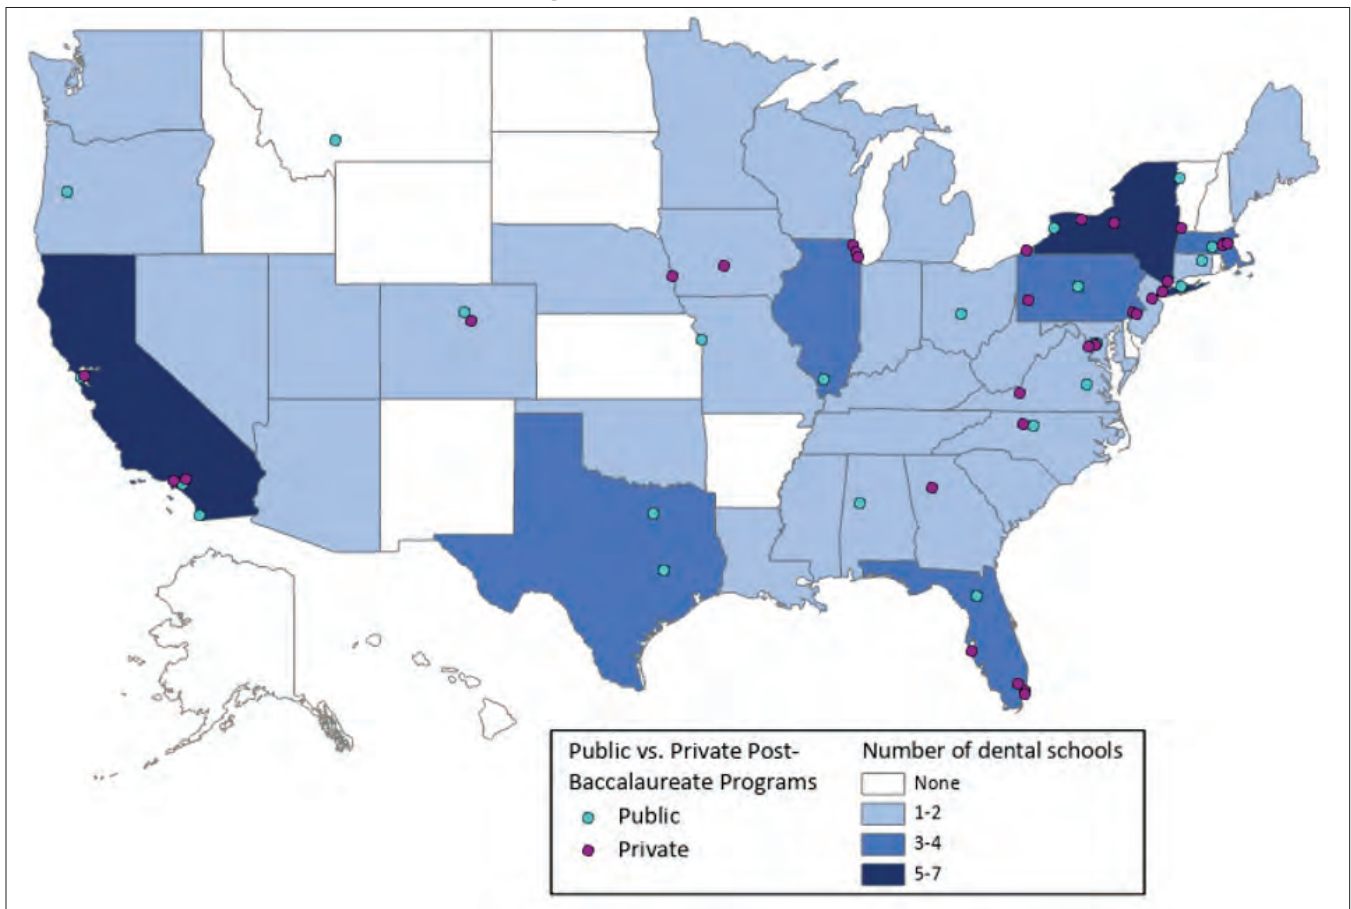 Public vs. Private Post-
Baccalaureate Programs
Public
Private
Number of dental schools
None
1-2
3-4
5-7